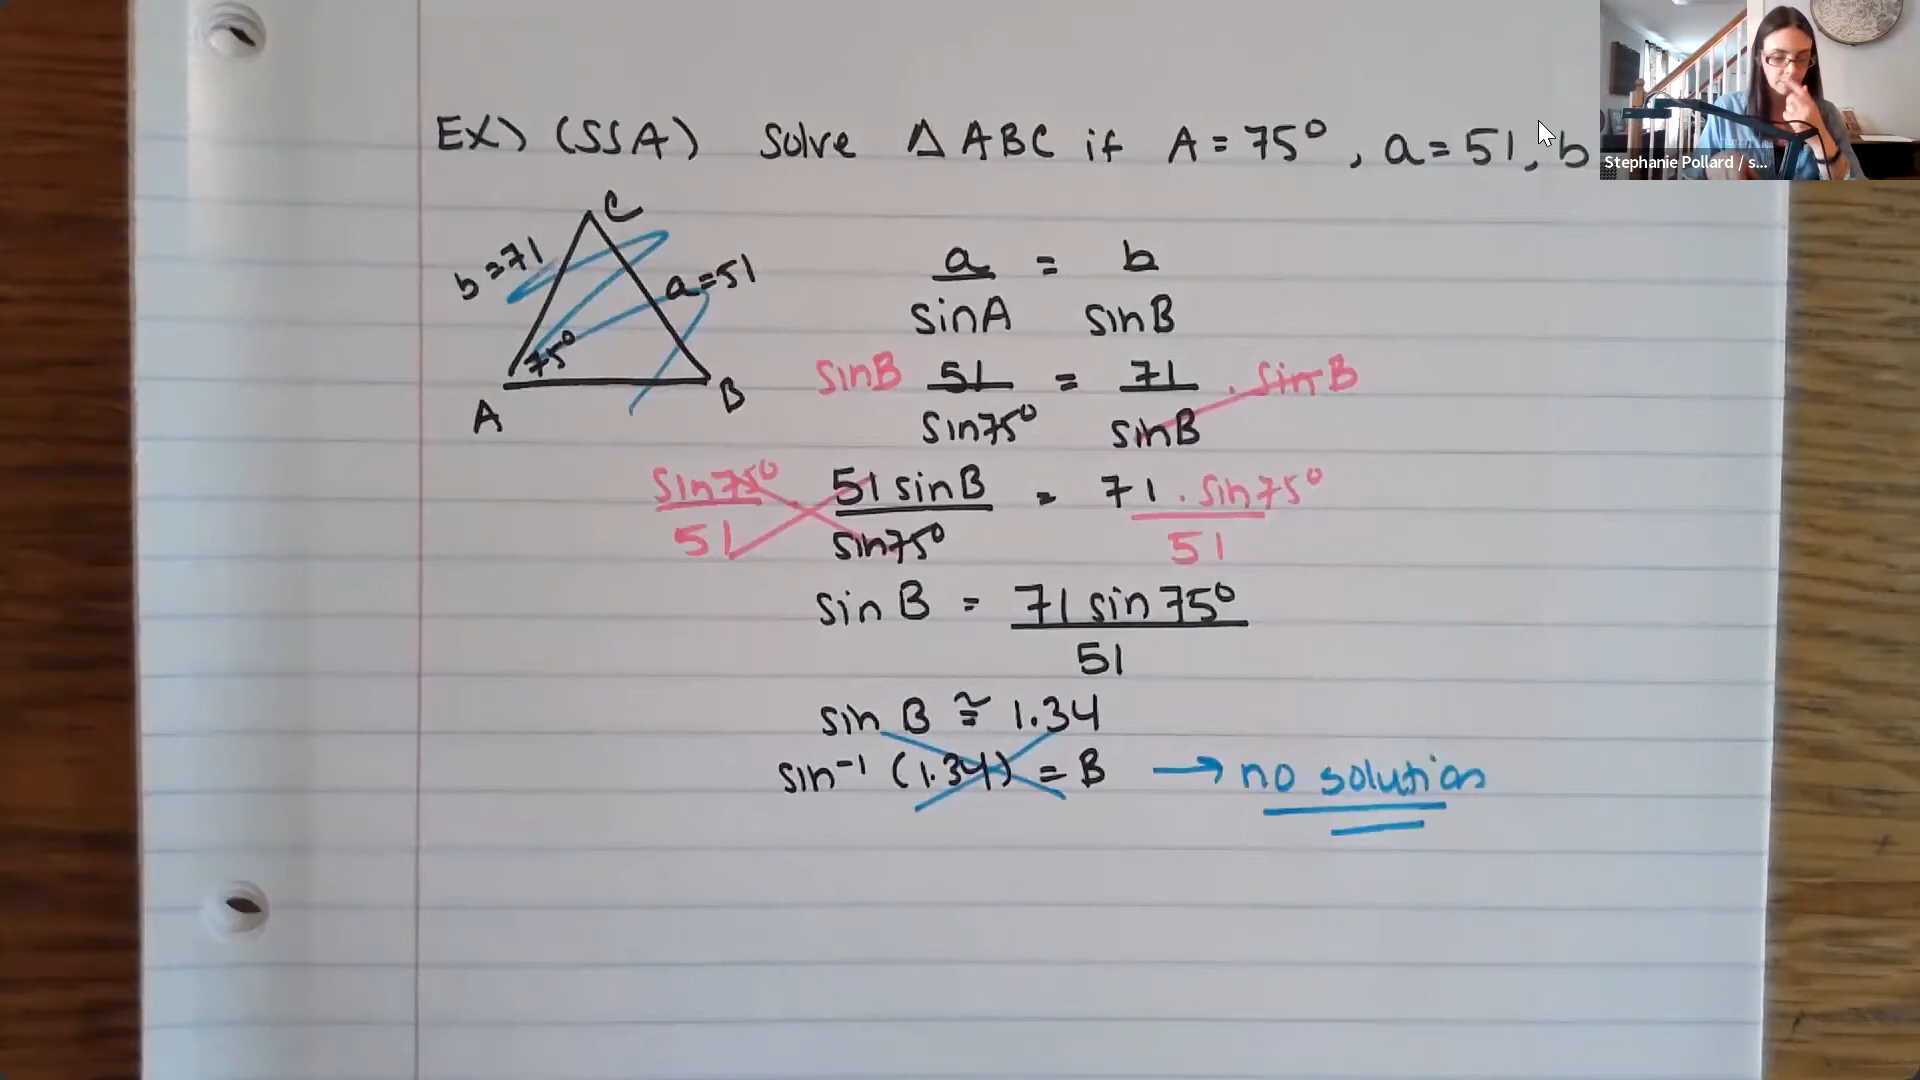 EX) (SSA) Solve △ABC if A = 75°, a = 51, b
Stephanie Pollard / s...
C
b = 71
a = 51
75°
A
B
a/sinA = b/sinB
sinB 51/sin75° = 71/sinB · sinB
sin75°/51 51 sinB/sin75° = 71 · sin75°/51
sin B = 71 sin 75°/51
sin B ≅ 1.34
sin⁻¹ (1.34) = B → no solution